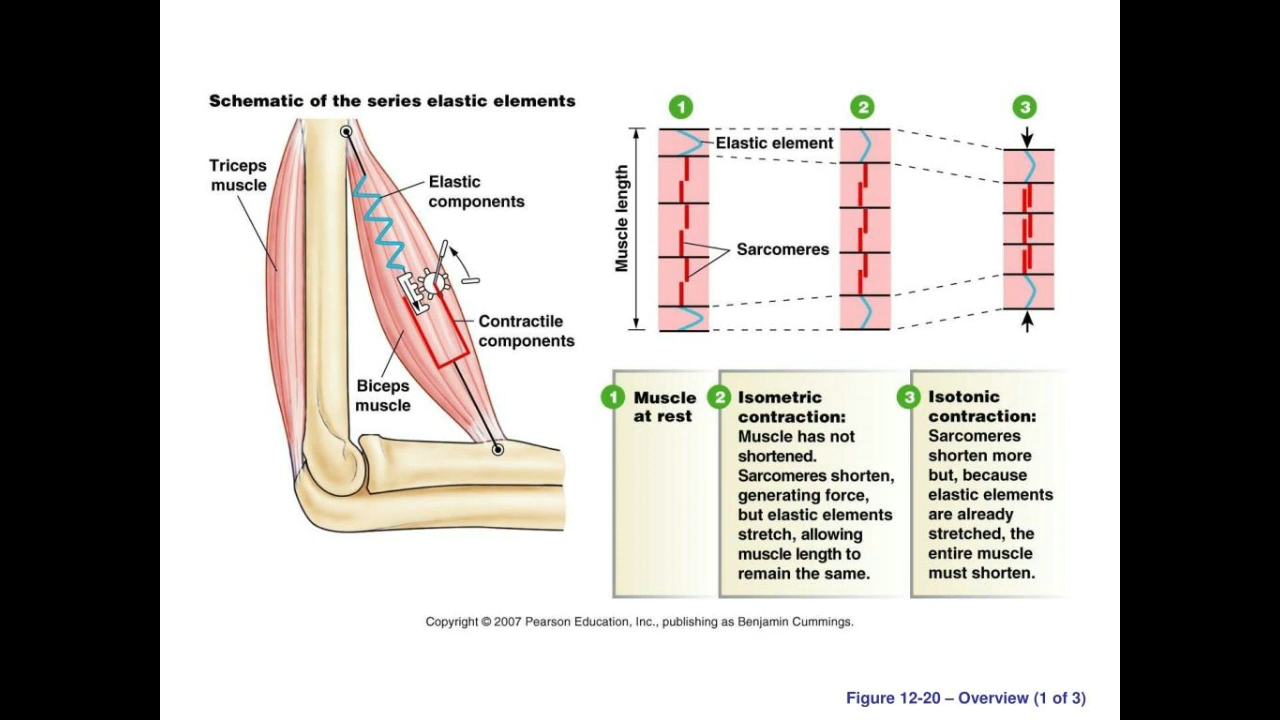 Schematic of the series elastic elements
Triceps
muscle
Elastic
components
Contractile
components
Biceps
muscle
1
2
3
Muscle length
Elastic element
Sarcomeres
1
Muscle
at rest
2
Isometric
contraction:
Muscle has not
shortened.
Sarcomeres shorten,
generating force,
but elastic elements
stretch, allowing
muscle length to
remain the same.
3
Isotonic
contraction:
Sarcomeres
shorten more
but, because
elastic elements
are already
stretched, the
entire muscle
must shorten.
Copyright © 2007 Pearson Education, Inc., publishing as Benjamin Cummings.
Figure 12-20 – Overview (1 of 3)